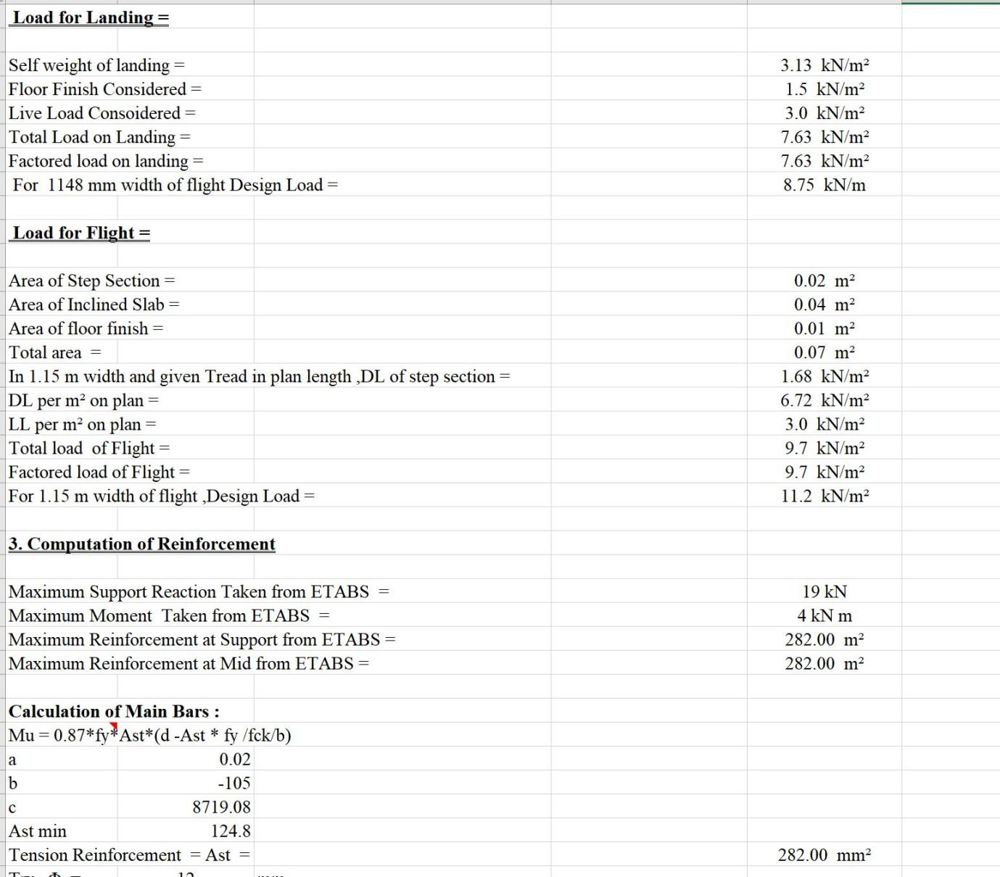 Load for Landing =
Self weight of landing = 3.13 kN/m²
Floor Finish Considered = 1.5 kN/m²
Live Load Consoidered = 3.0 kN/m²
Total Load on Landing = 7.63 kN/m²
Factored load on landing = 7.63 kN/m²
For 1148 mm width of flight Design Load = 8.75 kN/m
Load for Flight =
Area of Step Section = 0.02 m²
Area of Inclined Slab = 0.04 m²
Area of floor finish = 0.01 m²
Total area = 0.07 m²
In 1.15 m width and given Tread in plan length ,DL of step section = 1.68 kN/m²
DL per m² on plan = 6.72 kN/m²
LL per m² on plan = 3.0 kN/m²
Total load of Flight = 9.7 kN/m²
Factored load of Flight = 9.7 kN/m²
For 1.15 m width of flight ,Design Load = 11.2 kN/m²
3. Computation of Reinforcement
Maximum Support Reaction Taken from ETABS = 19 kN
Maximum Moment Taken from ETABS = 4 kN m
Maximum Reinforcement at Support from ETABS = 282.00 m²
Maximum Reinforcement at Mid from ETABS = 282.00 m²
Calculation of Main Bars :
Mu = 0.87*fy*Ast*(d -Ast * fy /fck/b)
a 0.02
b -105
c 8719.08
Ast min 124.8
Tension Reinforcement = Ast = 282.00 mm²